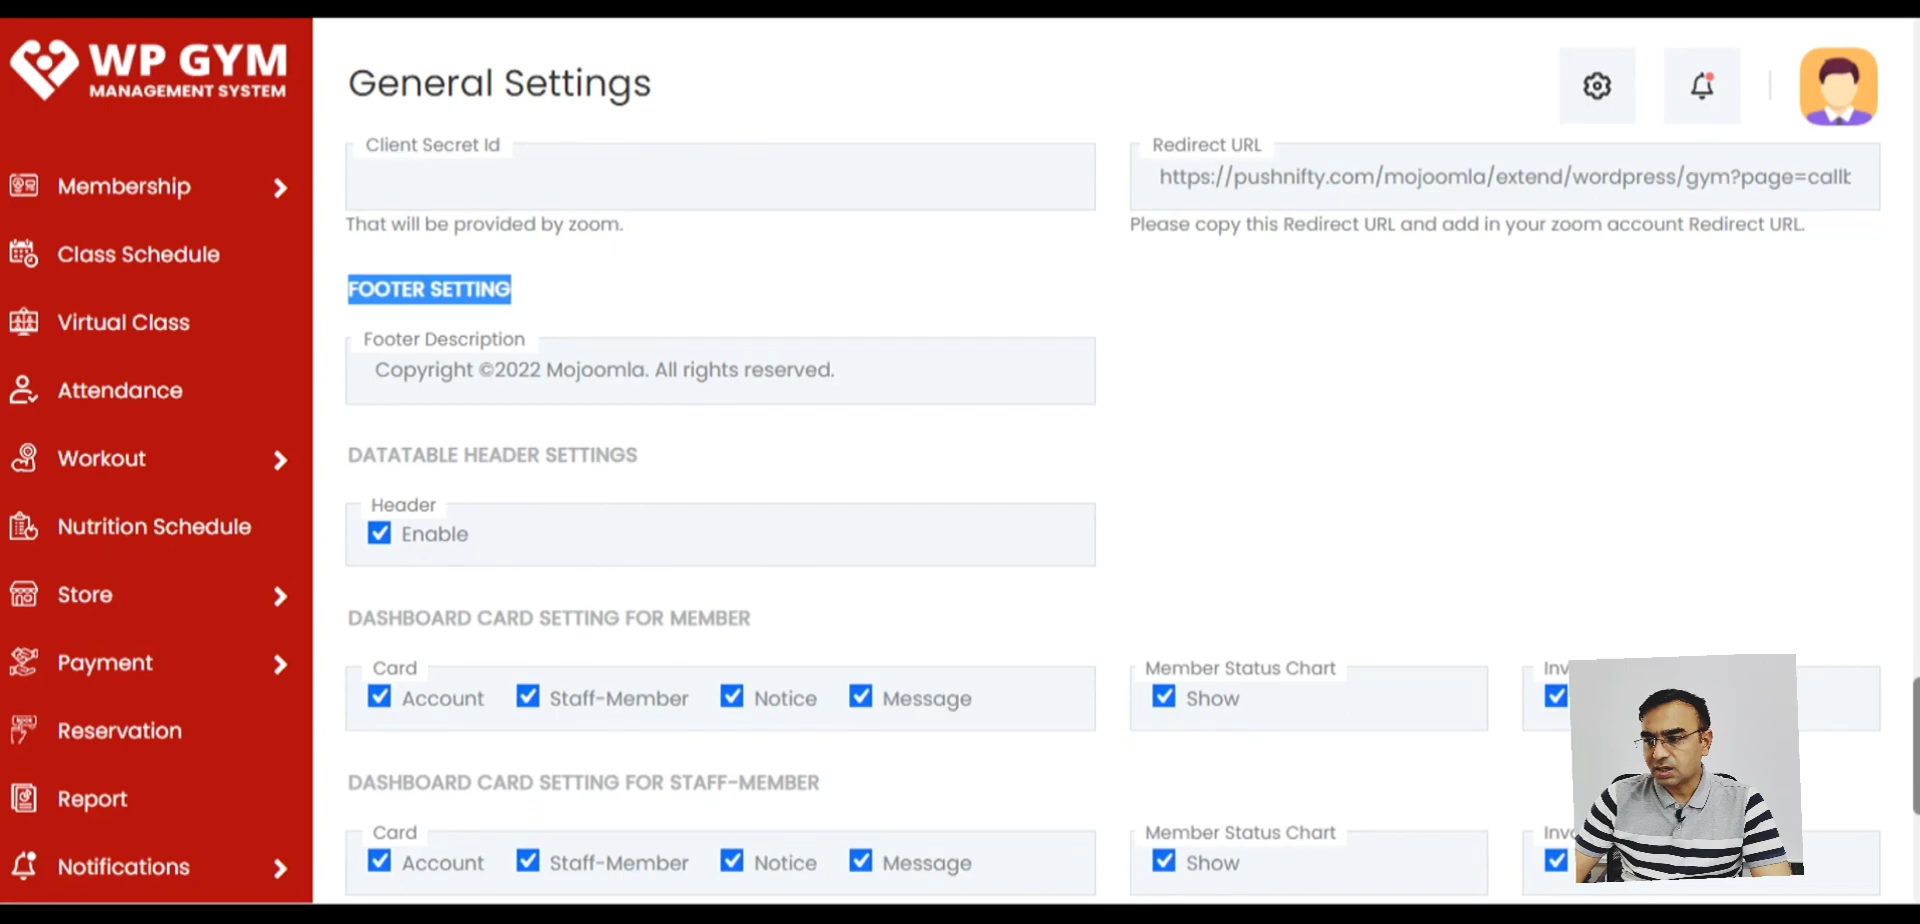 WP GYM
MANAGEMENT SYSTEM
General Settings
Membership
Class Schedule
Virtual Class
Attendance
Workout
Nutrition Schedule
Store
Payment
Reservation
Report
Notifications
Client Secret Id
That will be provided by zoom.
Redirect URL
https://pushnifty.com/mojoomla/extend/wordpress/gym?page=callb
Please copy this Redirect URL and add in your zoom account Redirect URL.
FOOTER SETTING
Footer Description
Copyright ©2022 Mojoomla. All rights reserved.
DATATABLE HEADER SETTINGS
Header
Enable
DASHBOARD CARD SETTING FOR MEMBER
Card
Account Staff-Member Notice Message
Member Status Chart
Show
DASHBOARD CARD SETTING FOR STAFF-MEMBER
Card
Account Staff-Member Notice Message
Member Status Chart
Show